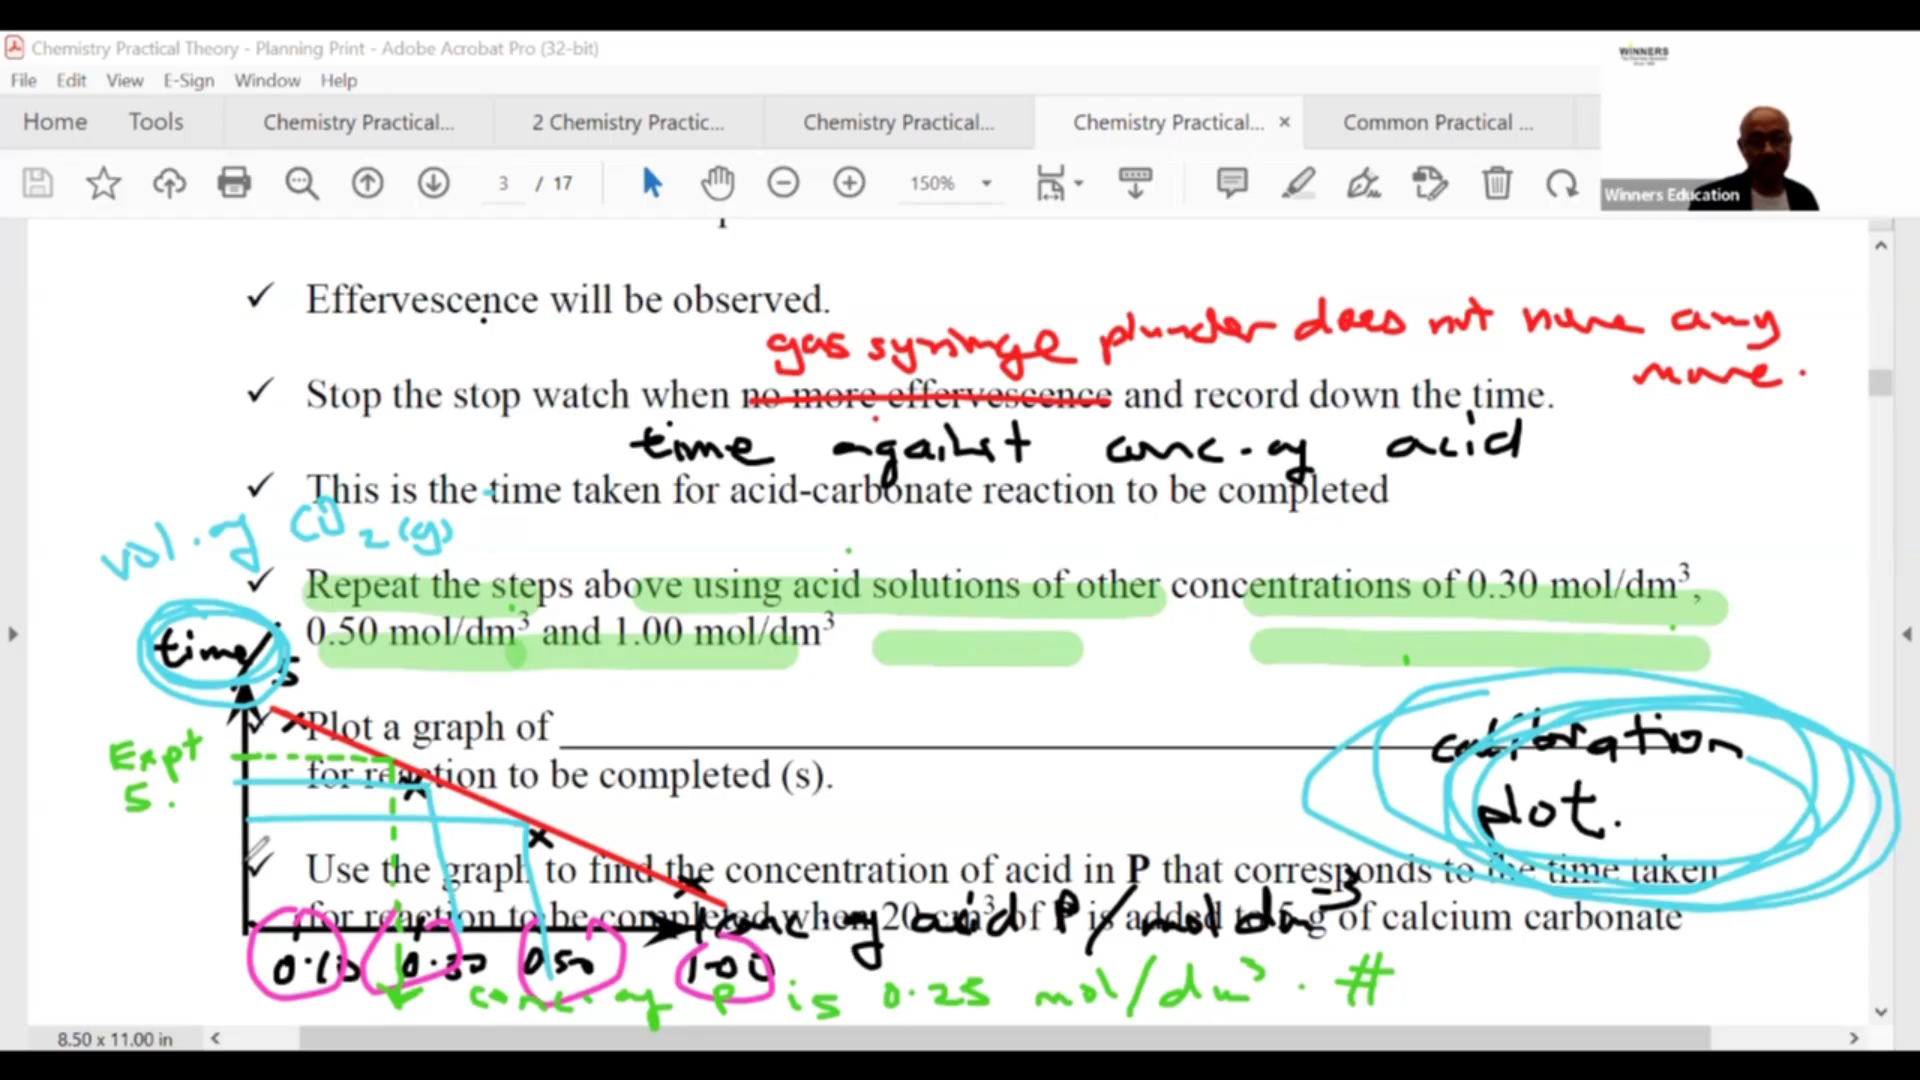 Chemistry Practical Theory - Planning Print - Adobe Acrobat Pro (32-bit)
WiNNERS
File Edit View E-Sign Window Help
Home Tools Chemistry Practical... 2 Chemistry Practic... Chemistry Practical... Chemistry Practical... × Common Practical ...
3 / 17 150%
Winners Education
✓ Effervescence will be observed.
gas syringe plunder does not move any
more.
✓ Stop the stop watch when no more effervescence and record down the time.
time against conc. of acid
✓ This is the time taken for acid-carbonate reaction to be completed
vol. of CO2(g)
✓ Repeat the steps above using acid solutions of other concentrations of 0.30 mol/dm3,
0.50 mol/dm3 and 1.00 mol/dm3
time/s
✓ Plot a graph of
calibration
plot.
Expt
5.
for reaction to be completed (s).
✓ Use the graph to find the concentration of acid in P that corresponds to the time taken
for reaction to be completed when 20 cm3 of P is added to 5 g of calcium carbonate
conc of acid P/mol dm-3
0.10 0.30 0.50 1.00
conc. of P is 0.25 mol/dm3. #
8.50 x 11.00 in